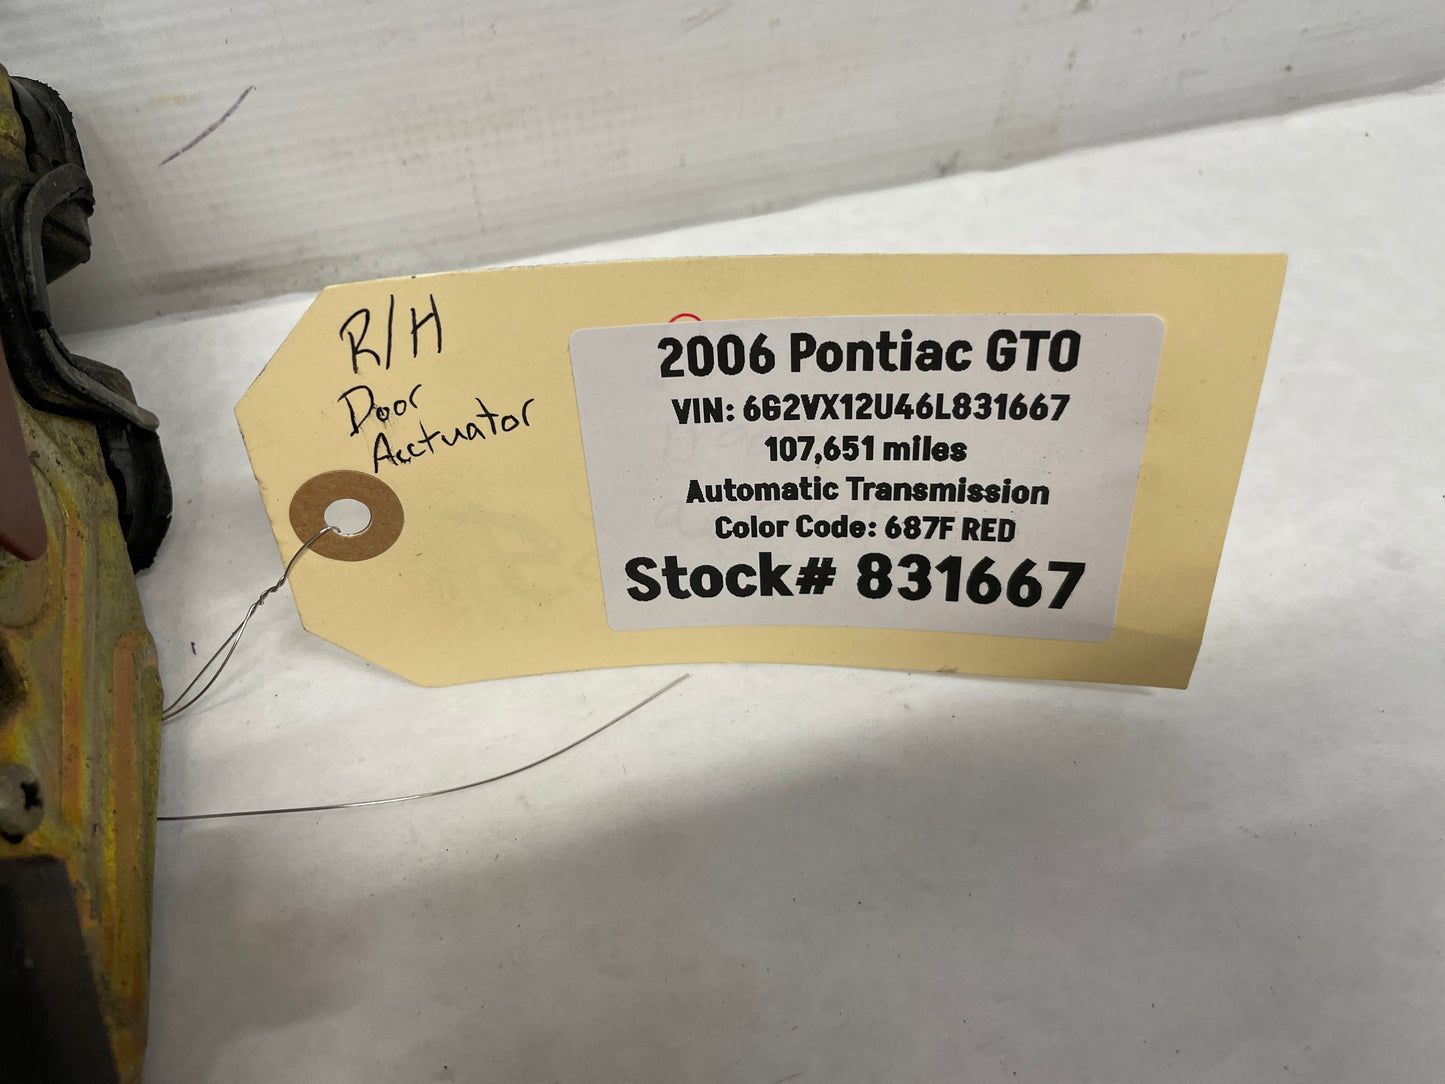 R/H
Door
Acctuator
2006 Pontiac GTO
VIN: 6G2VX12U46L831667
107,651 miles
Automatic Transmission
Color Code: 687F RED
Stock# 831667